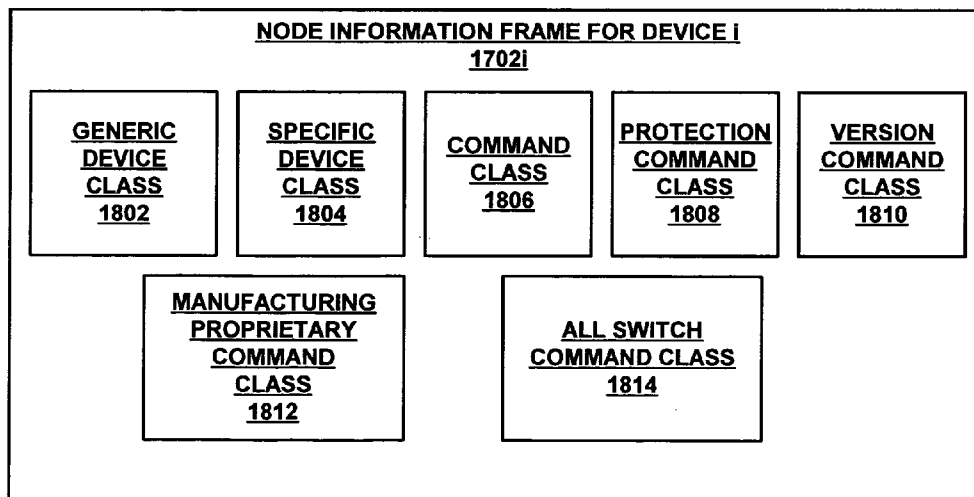 NODE INFORMATION FRAME FOR DEVICE i
1702i
GENERIC
DEVICE
CLASS
1802
SPECIFIC
DEVICE
CLASS
1804
COMMAND
CLASS
1806
PROTECTION
COMMAND
CLASS
1808
VERSION
COMMAND
CLASS
1810
MANUFACTURING
PROPRIETARY
COMMAND
CLASS
1812
ALL SWITCH
COMMAND CLASS
1814